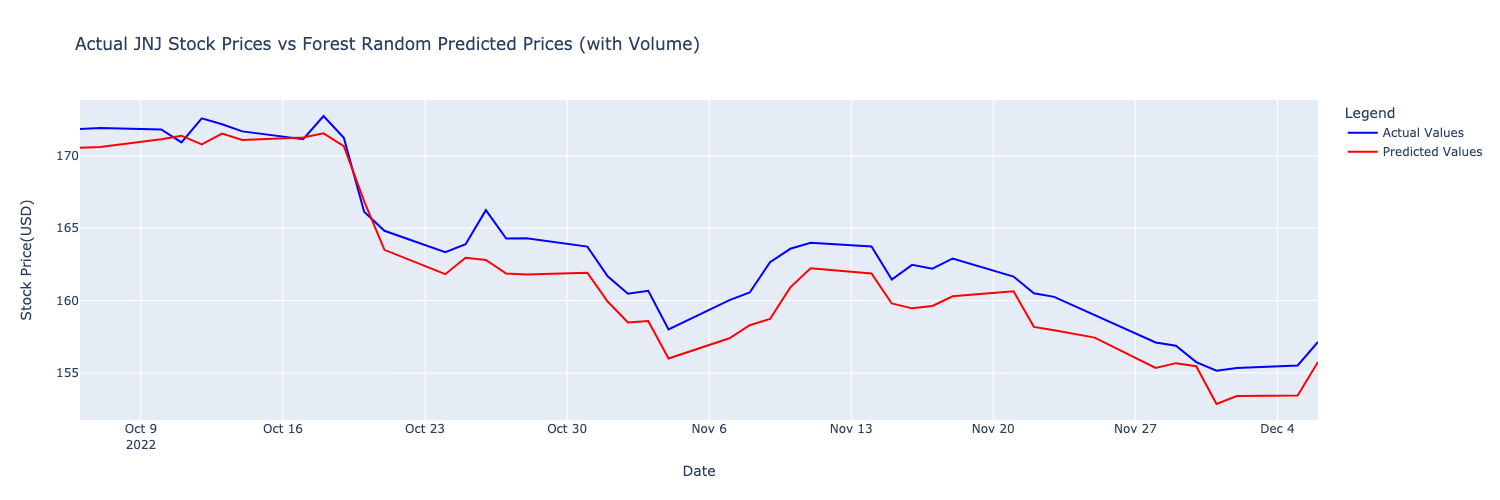 Actual JNJ Stock Prices vs Forest Random Predicted Prices (with Volume)
Legend
Actual Values
Predicted Values
Stock Price(USD)
170
165
160
155
Oct 9
2022
Oct 16
Oct 23
Oct 30
Nov 6
Nov 13
Nov 20
Nov 27
Dec 4
Date